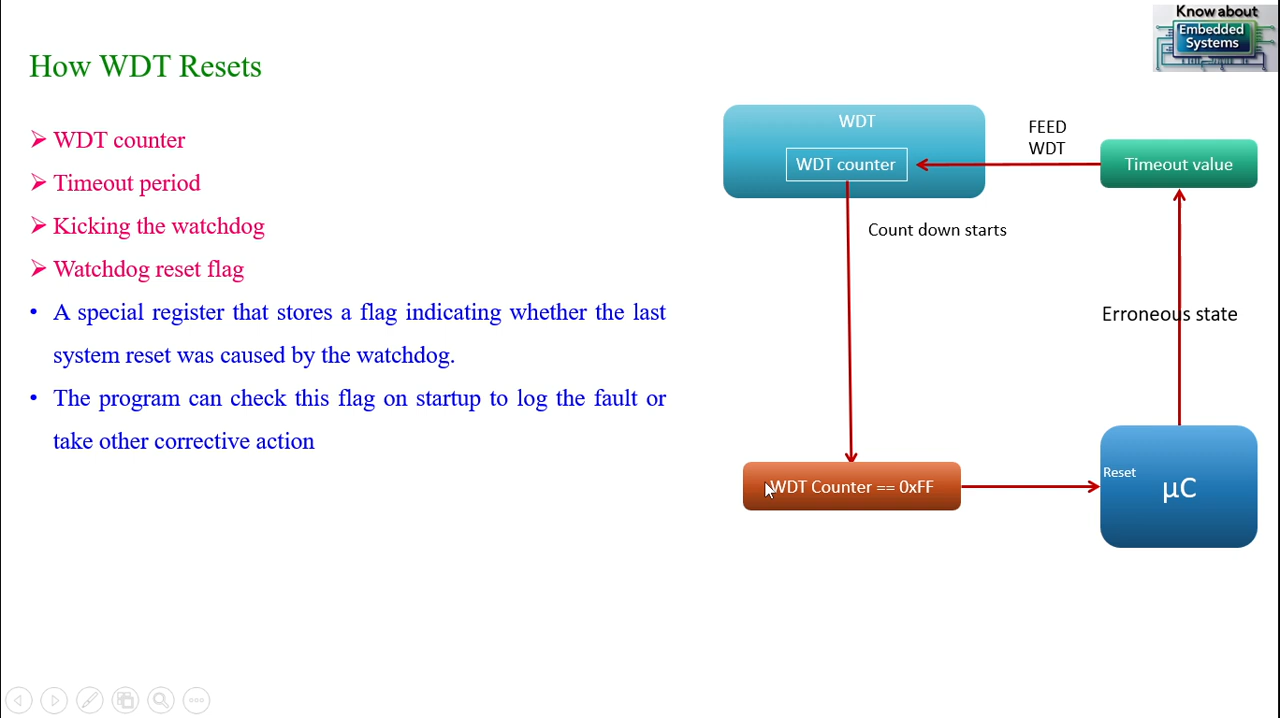 Know about
Embedded
Systems
How WDT Resets
WDT counter
Timeout period
Kicking the watchdog
Watchdog reset flag
A special register that stores a flag indicating whether the last
system reset was caused by the watchdog.
The program can check this flag on startup to log the fault or
take other corrective action
WDT
WDT counter
FEED
WDT
Timeout value
Count down starts
Erroneous state
WDT Counter == 0xFF
Reset
µC